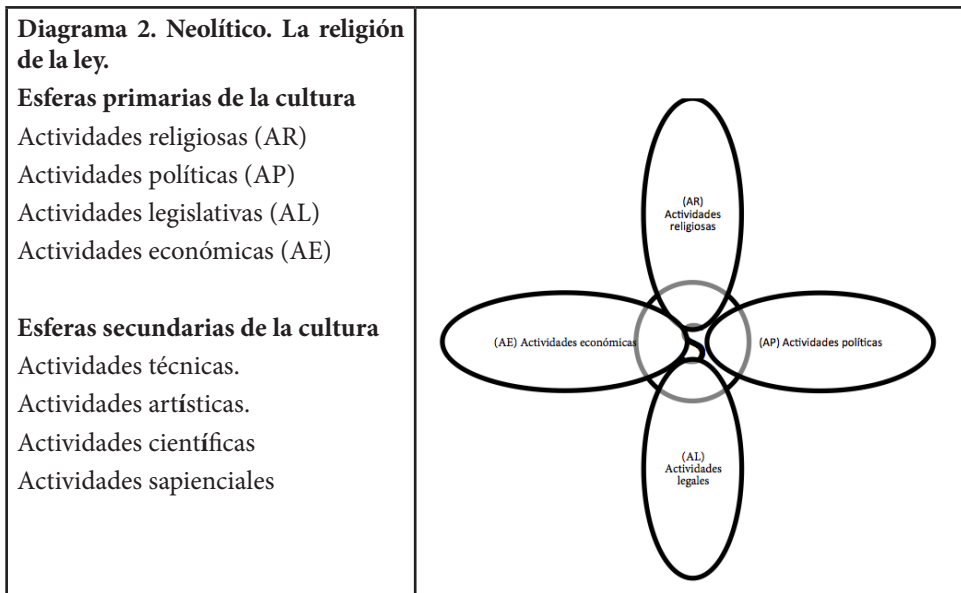 Diagrama 2. Neolítico. La religión
de la ley.
Esferas primarias de la cultura
Actividades religiosas (AR)
Actividades políticas (AP)
Actividades legislativas (AL)
Actividades económicas (AE)
Esferas secundarias de la cultura
Actividades técnicas.
Actividades artísticas.
Actividades científicas
Actividades sapienciales
(AR)
Actividades
religiosas
(AE) Actividades económicas
(AP) Actividades políticas
(AL)
Actividades
legales